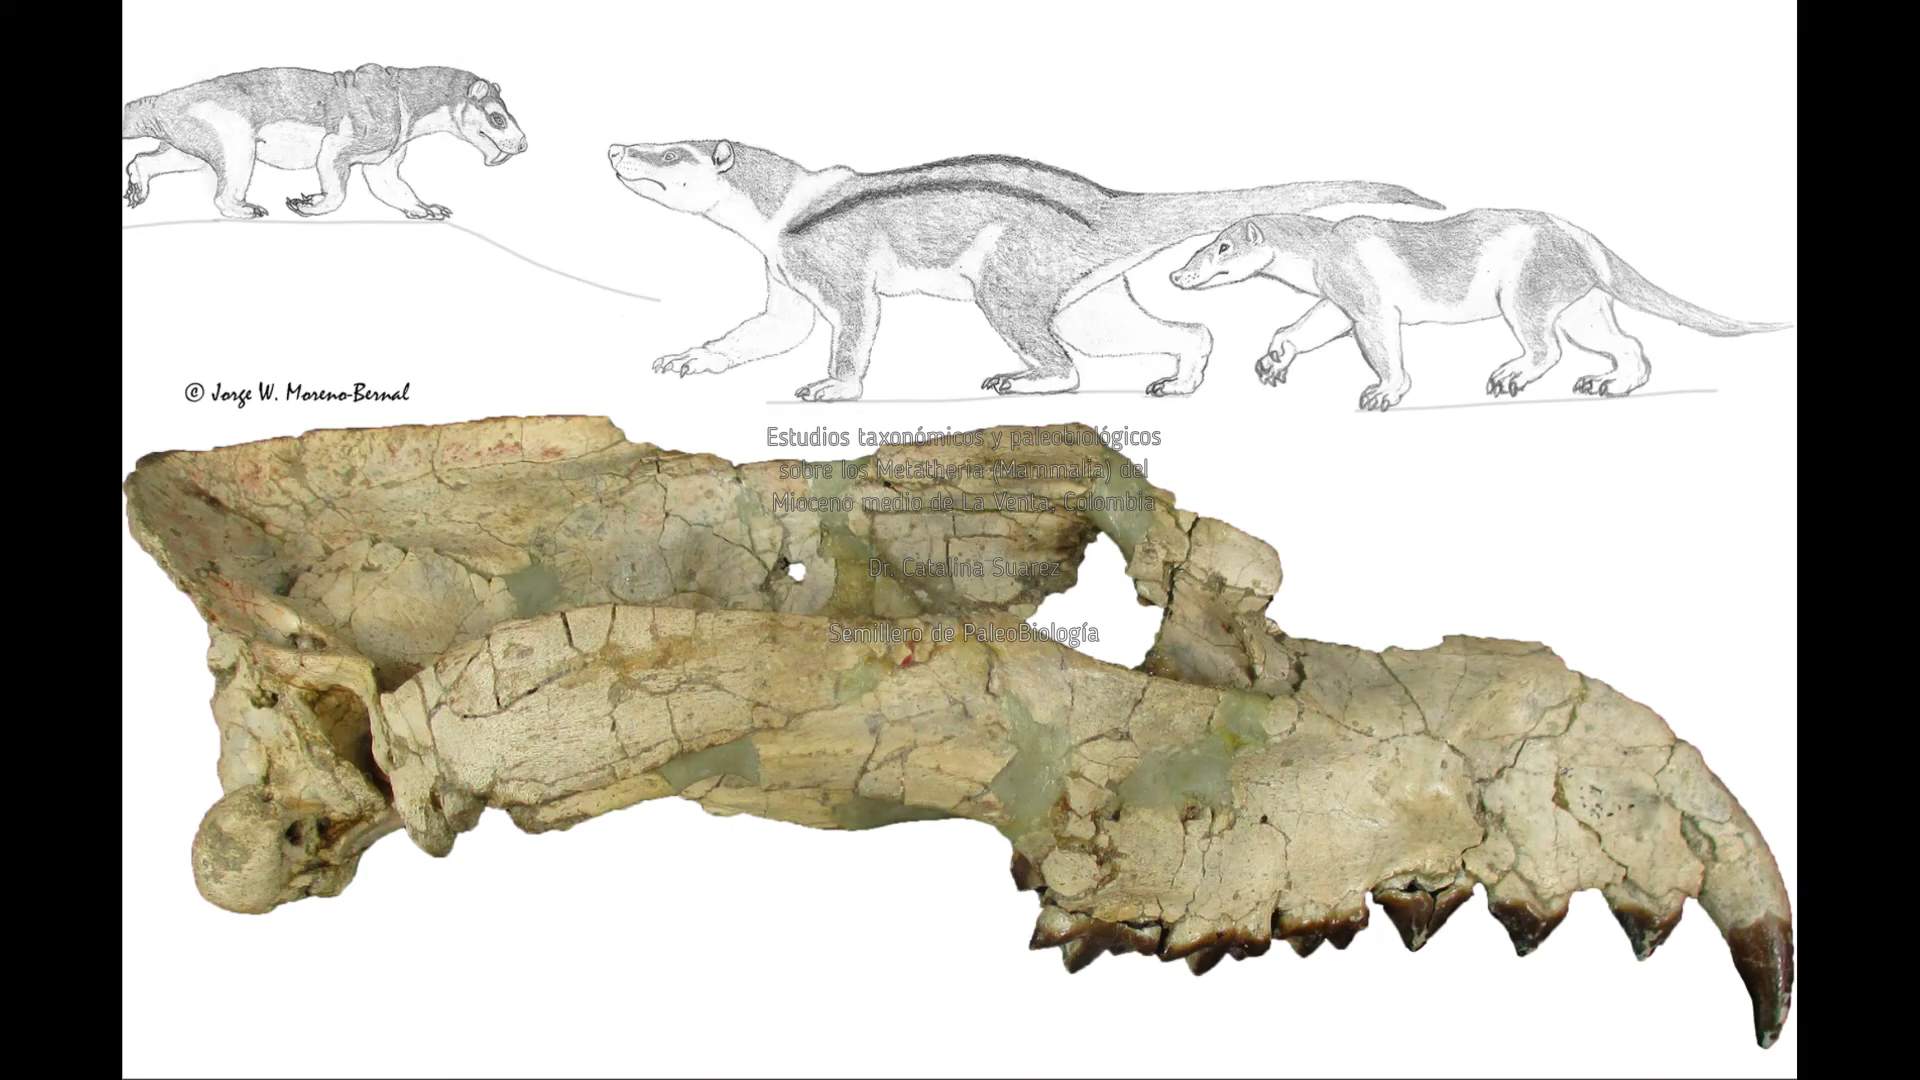 © Jorge W. Moreno-Bernal
Estudios taxonómicos y paleobiológicos
sobre los Metatheria (Mammalia) del
Mioceno medio de La Venta, Colombia
Dr. Catalina Suarez
Semillero de PaleoBiología